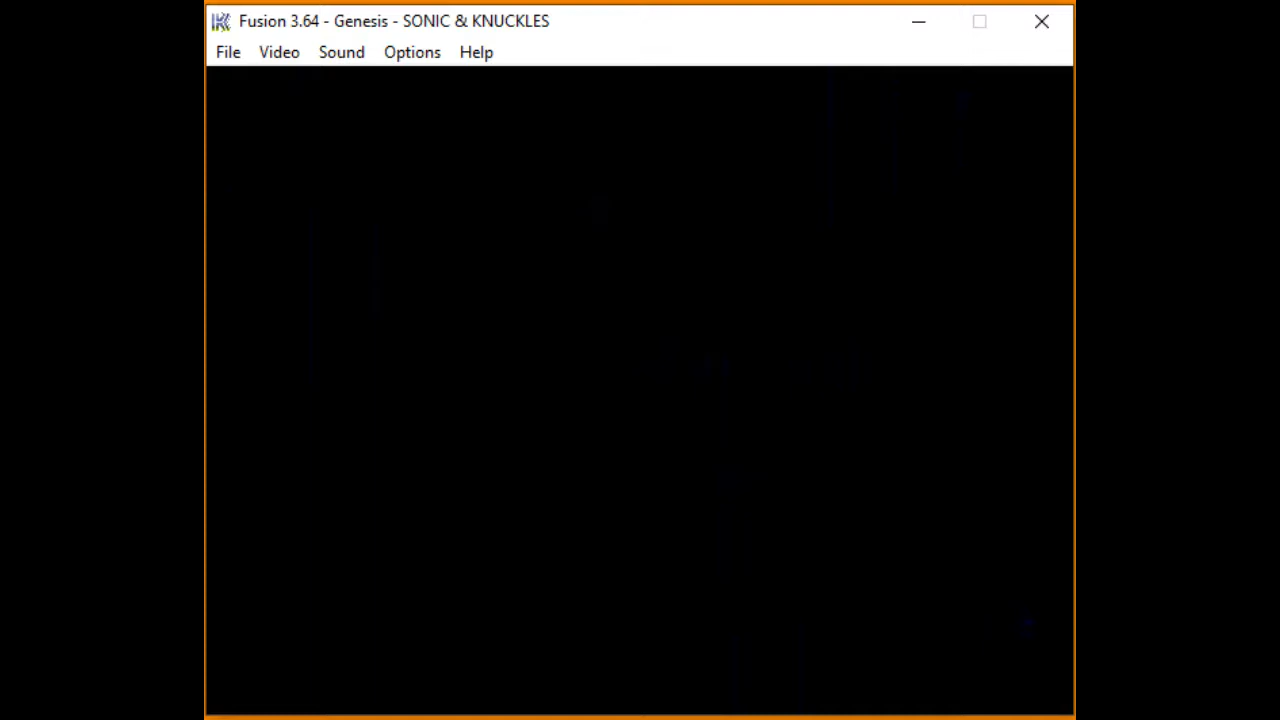 Fusion 3.64 - Genesis - SONIC & KNUCKLES
File Video Sound Options Help